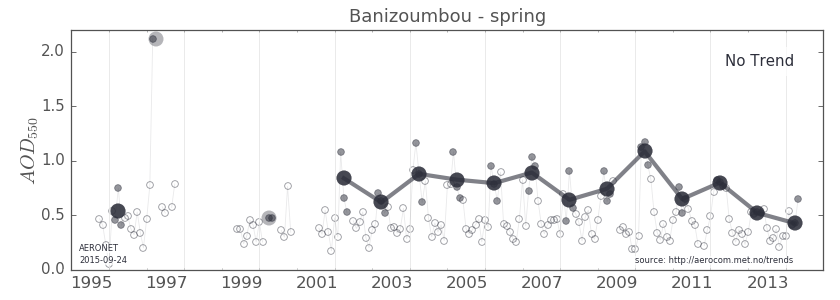 Banizoumbou - spring
No Trend
AOD550
2.0
1.5
1.0
0.5
0.0
AERONET
2015-09-24
source: http://aerocom.met.no/trends
1995 1997 1999 2001 2003 2005 2007 2009 2011 2013